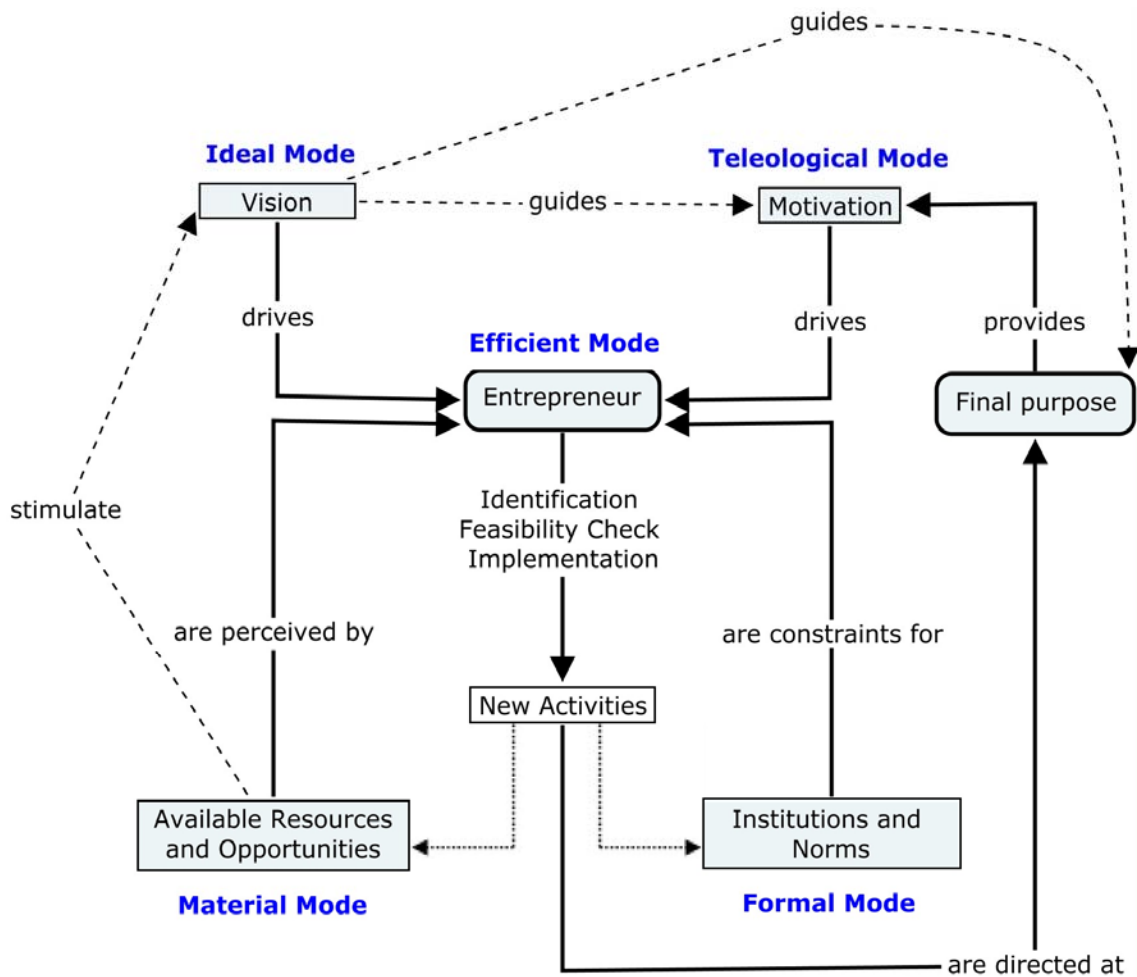 guides
Ideal Mode
Teleological Mode
Vision
guides
Motivation
drives
drives
provides
Efficient Mode
Entrepreneur
Final purpose
stimulate
Identification
Feasibility Check
Implementation
are perceived by
are constraints for
New Activities
Available Resources
and Opportunities
Institutions and
Norms
Material Mode
Formal Mode
are directed at